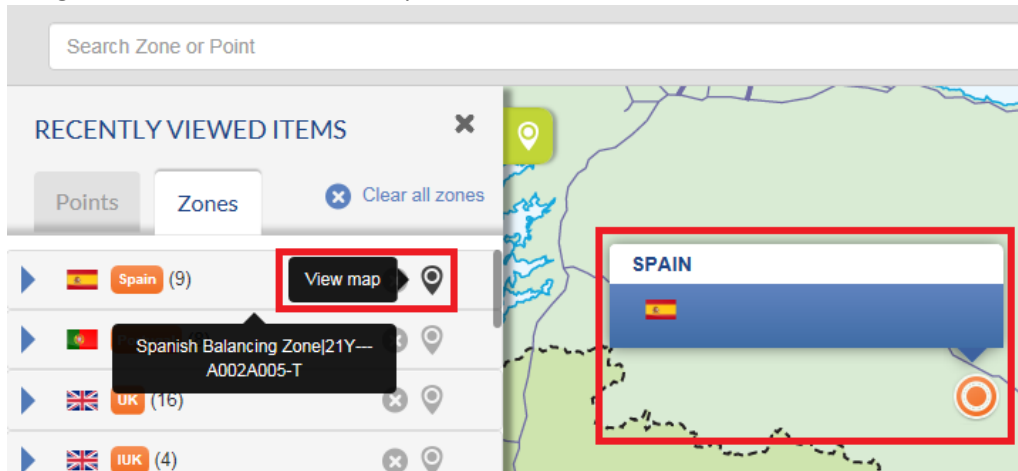 Search Zone or Point
RECENTLY VIEWED ITEMS
Points
Zones
Clear all zones
Spain (9)
View map
Spanish Balancing Zone|21Y---
A002A005-T
UK (16)
IUK (4)
SPAIN